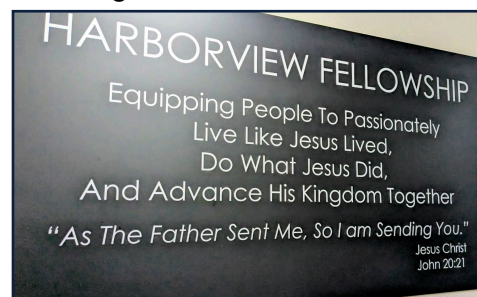 HARBORVIEW FELLOWSHIP
Equipping People To Passionately
Live Like Jesus Lived,
Do What Jesus Did,
And Advance His Kingdom Together
“As The Father Sent Me, So I am Sending You.”
Jesus Christ
John 20:21